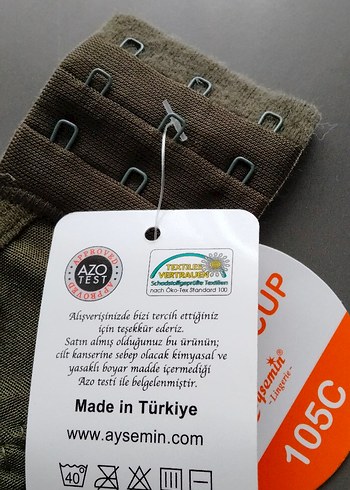 APPROVED
AZO
TEST
APPROVED
TEXTILES
VERTRAUEN
Schadstoffgeprüfte Textilien
nach Öko-Tex Standard 100
Alışverişinizde bizi tercih ettiğiniz
için teşekkür ederiz.
Satın almış olduğunuz bu ürünün;
cilt kanserine sebep olacak kimyasal ve
yasaklı boyar madde içermediği
Azo testi ile belgelenmiştir.
Made in Türkiye
www.aysemin.com
40°
CUP
Aysemin
- Lingerie -
105C